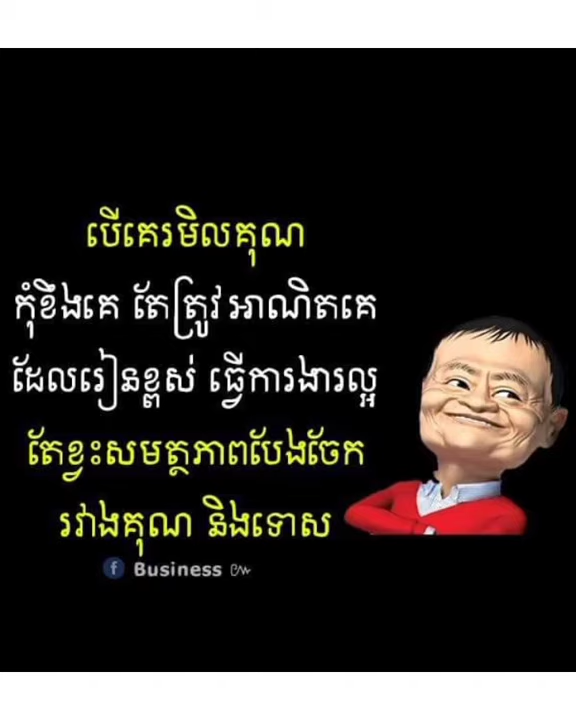 បើគេរមិលគុណ
កុំខឹងគេ តែត្រូវអាណិតគេ
ដែលរៀនខ្ពស់ ធ្វើការងារល្អ
តែខ្វះសមត្ថភាពបែងចែក
រវាងគុណ និងទោស
f Business